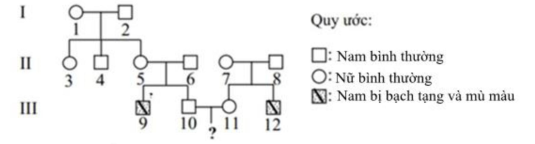 I
1 2
Quy ước:
II
3 4 5 6 7 8
□: Nam bình thường
○: Nữ bình thường
: Nam bị bạch tạng và mù màu
III
9 10 ? 11 12